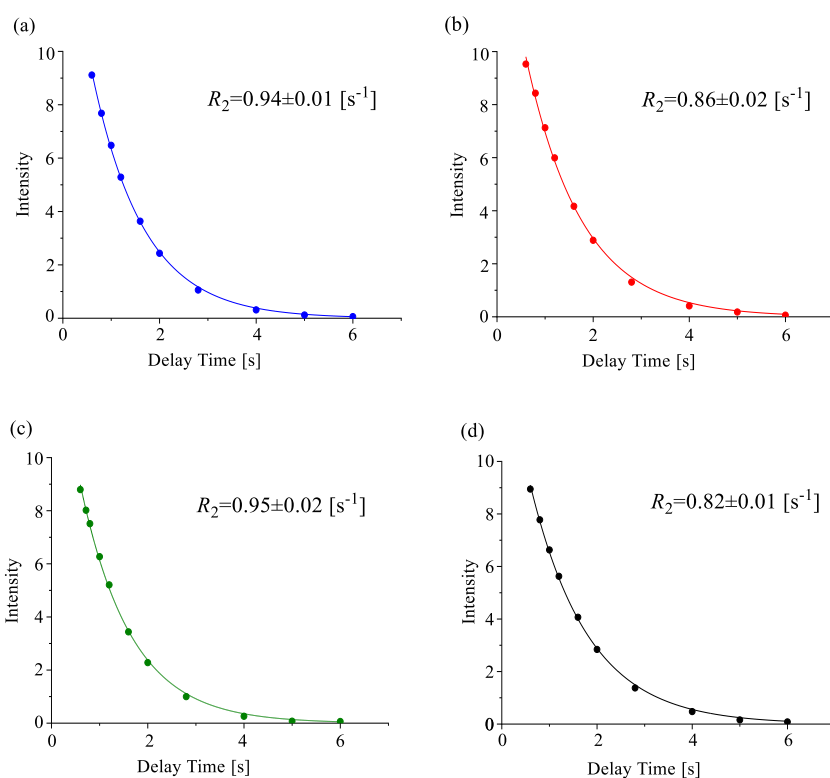 (a)
10
8
6
4
2
0
Intensity
R2=0.94±0.01 [s-1]
0
2
4
6
Delay Time [s]
(b)
10
8
6
4
2
0
Intensity
R2=0.86±0.02 [s-1]
0
2
4
6
Delay Time [s]
(c)
10
8
6
4
2
0
Intensity
R2=0.95±0.02 [s-1]
0
2
4
6
Delay Time [s]
(d)
10
8
6
4
2
0
Intensity
R2=0.82±0.01 [s-1]
0
2
4
6
Delay Time [s]